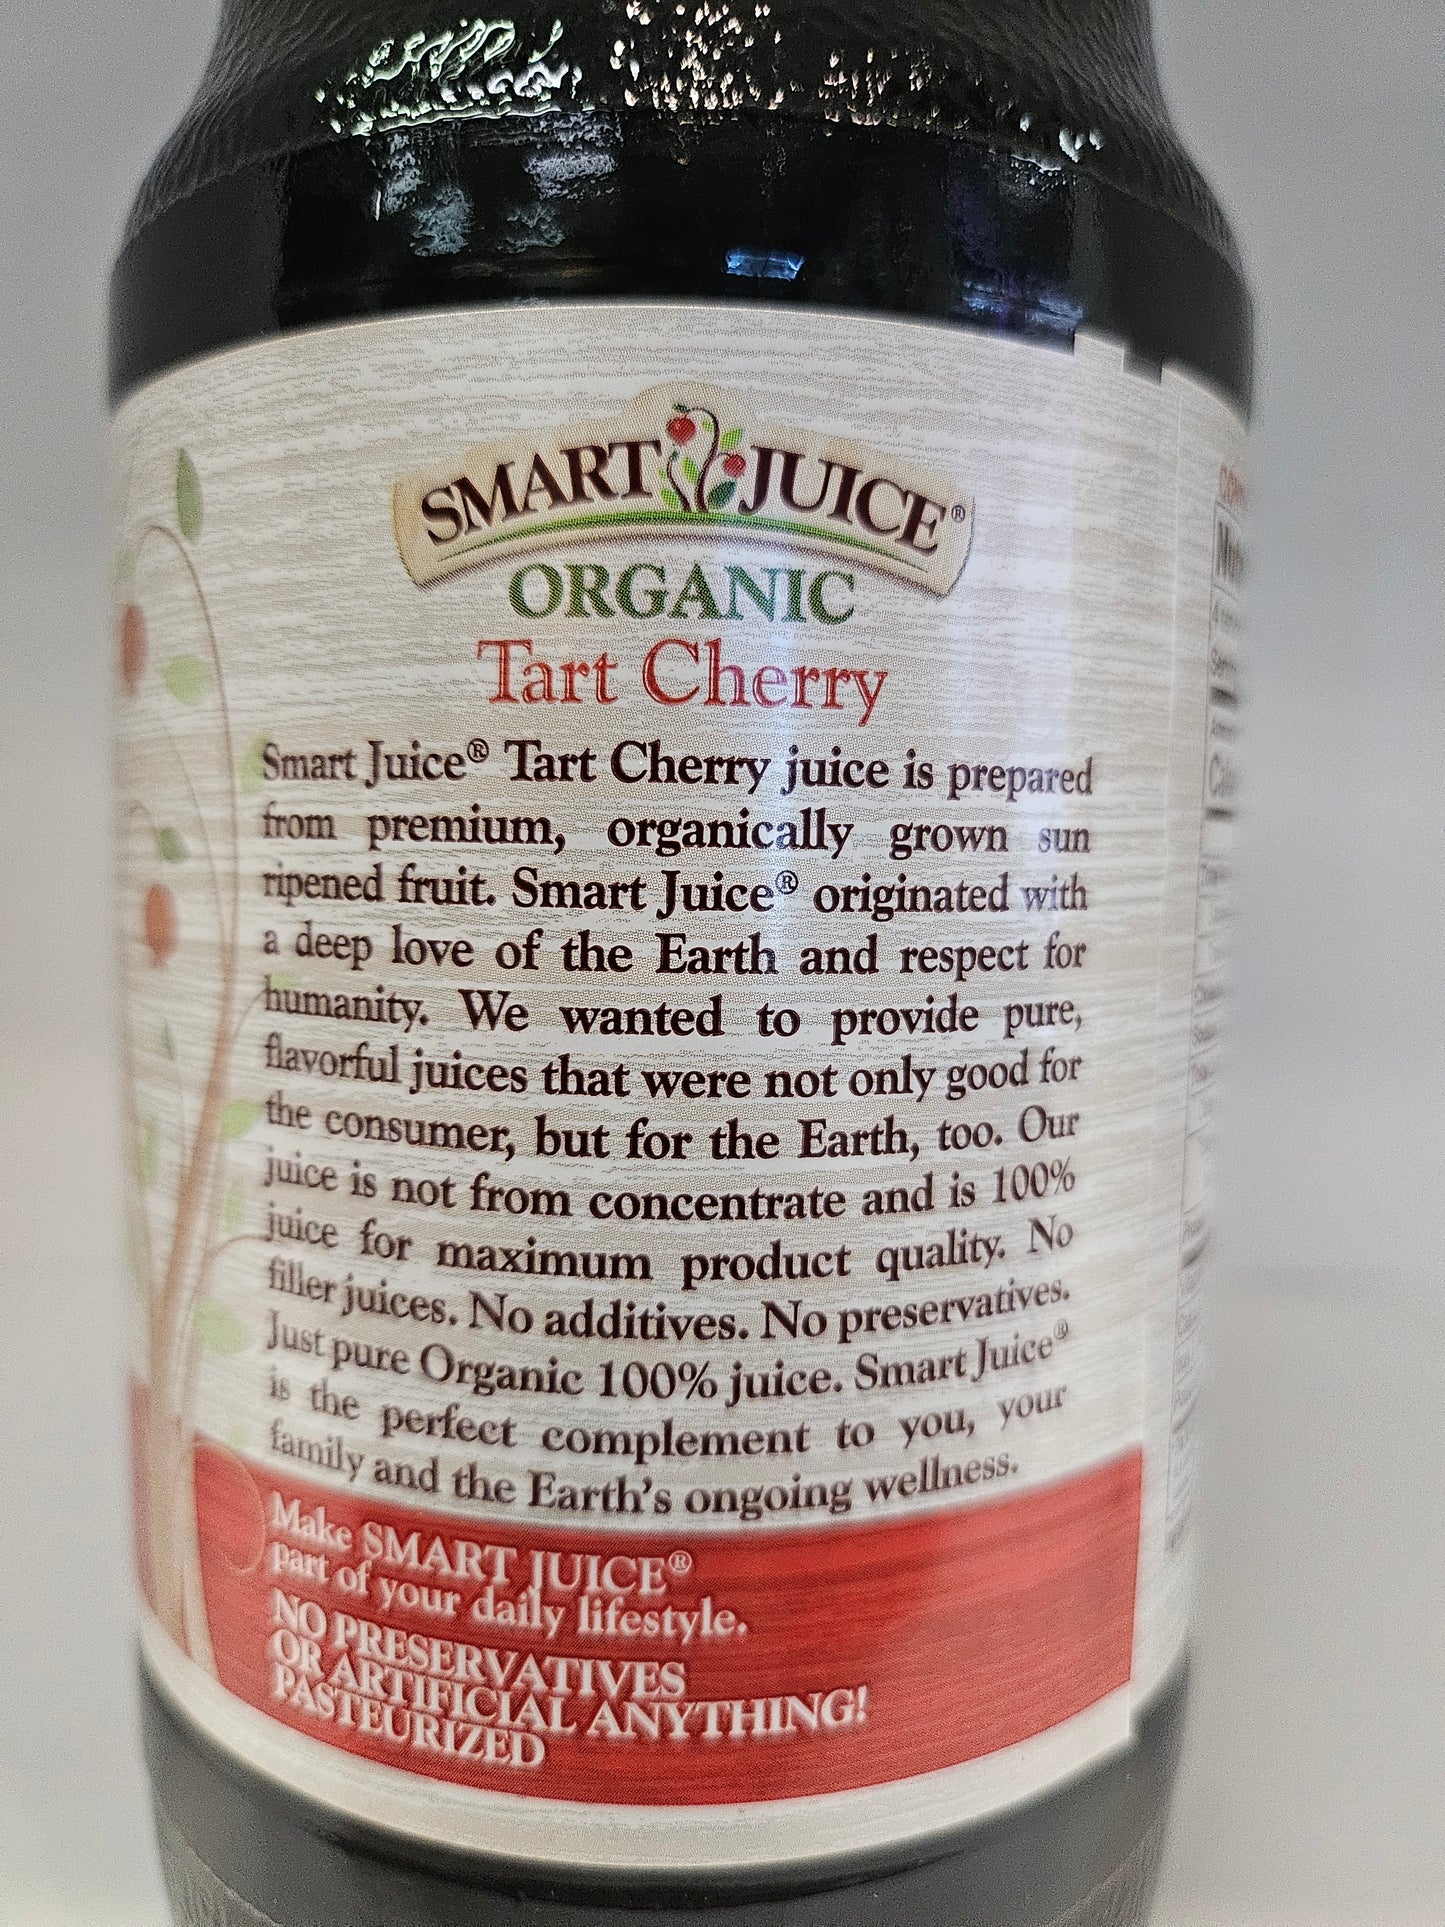 SMART JUICE®
ORGANIC
Tart Cherry
Smart Juice® Tart Cherry juice is prepared
from premium, organically grown sun
ripened fruit. Smart Juice® originated with
a deep love of the Earth and respect for
humanity. We wanted to provide pure,
flavorful juices that were not only good for
the consumer, but for the Earth, too. Our
juice is not from concentrate and is 100%
juice for maximum product quality. No
filler juices. No additives. No preservatives.
Just pure Organic 100% juice. Smart Juice®
is the perfect complement to you, your
family and the Earth's ongoing wellness.
Make SMART JUICE®
part of your daily lifestyle.
NO PRESERVATIVES
OR ARTIFICIAL ANYTHING!
PASTEURIZED